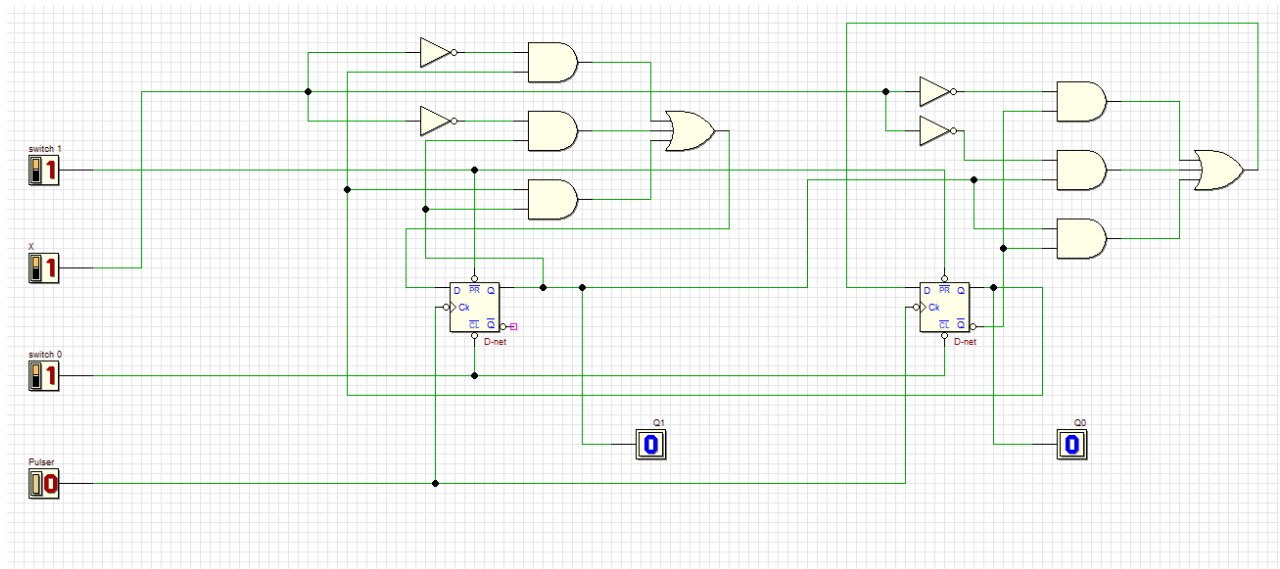 switch 1
1
X
1
D PR Q
Ck
CL Q
D-net
D PR Q
Ck
CL Q
D-net
switch 0
1
Q1
0
Q0
0
Pulser
0